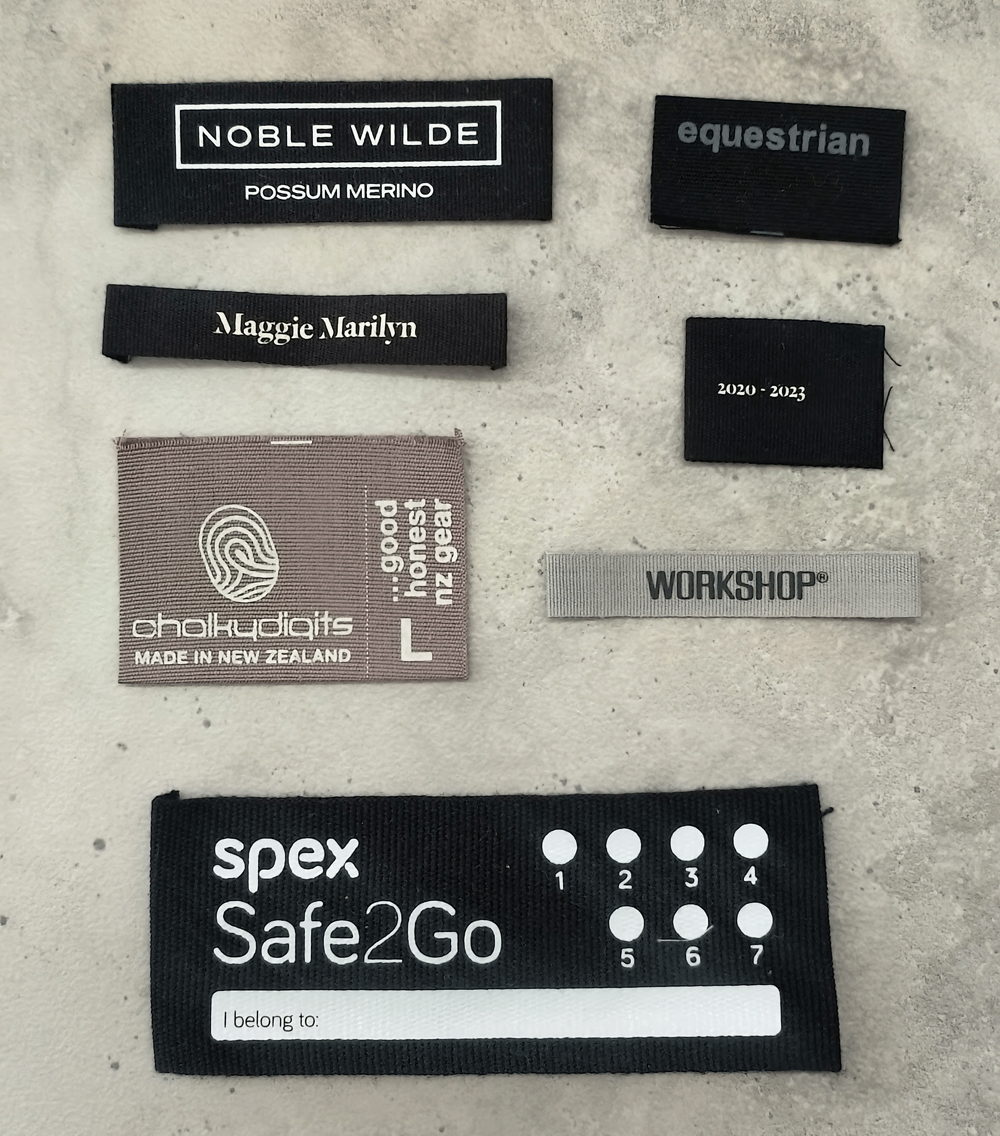 NOBLE WILDE
POSSUM MERINO
equestrian
Maggie Marilyn
2020 - 2023
chalkydigits
MADE IN NEW ZEALAND
...good
honest
nz gear
L
WORKSHOP®
spex
Safe2Go
1 2 3 4
5 6 7
I belong to: